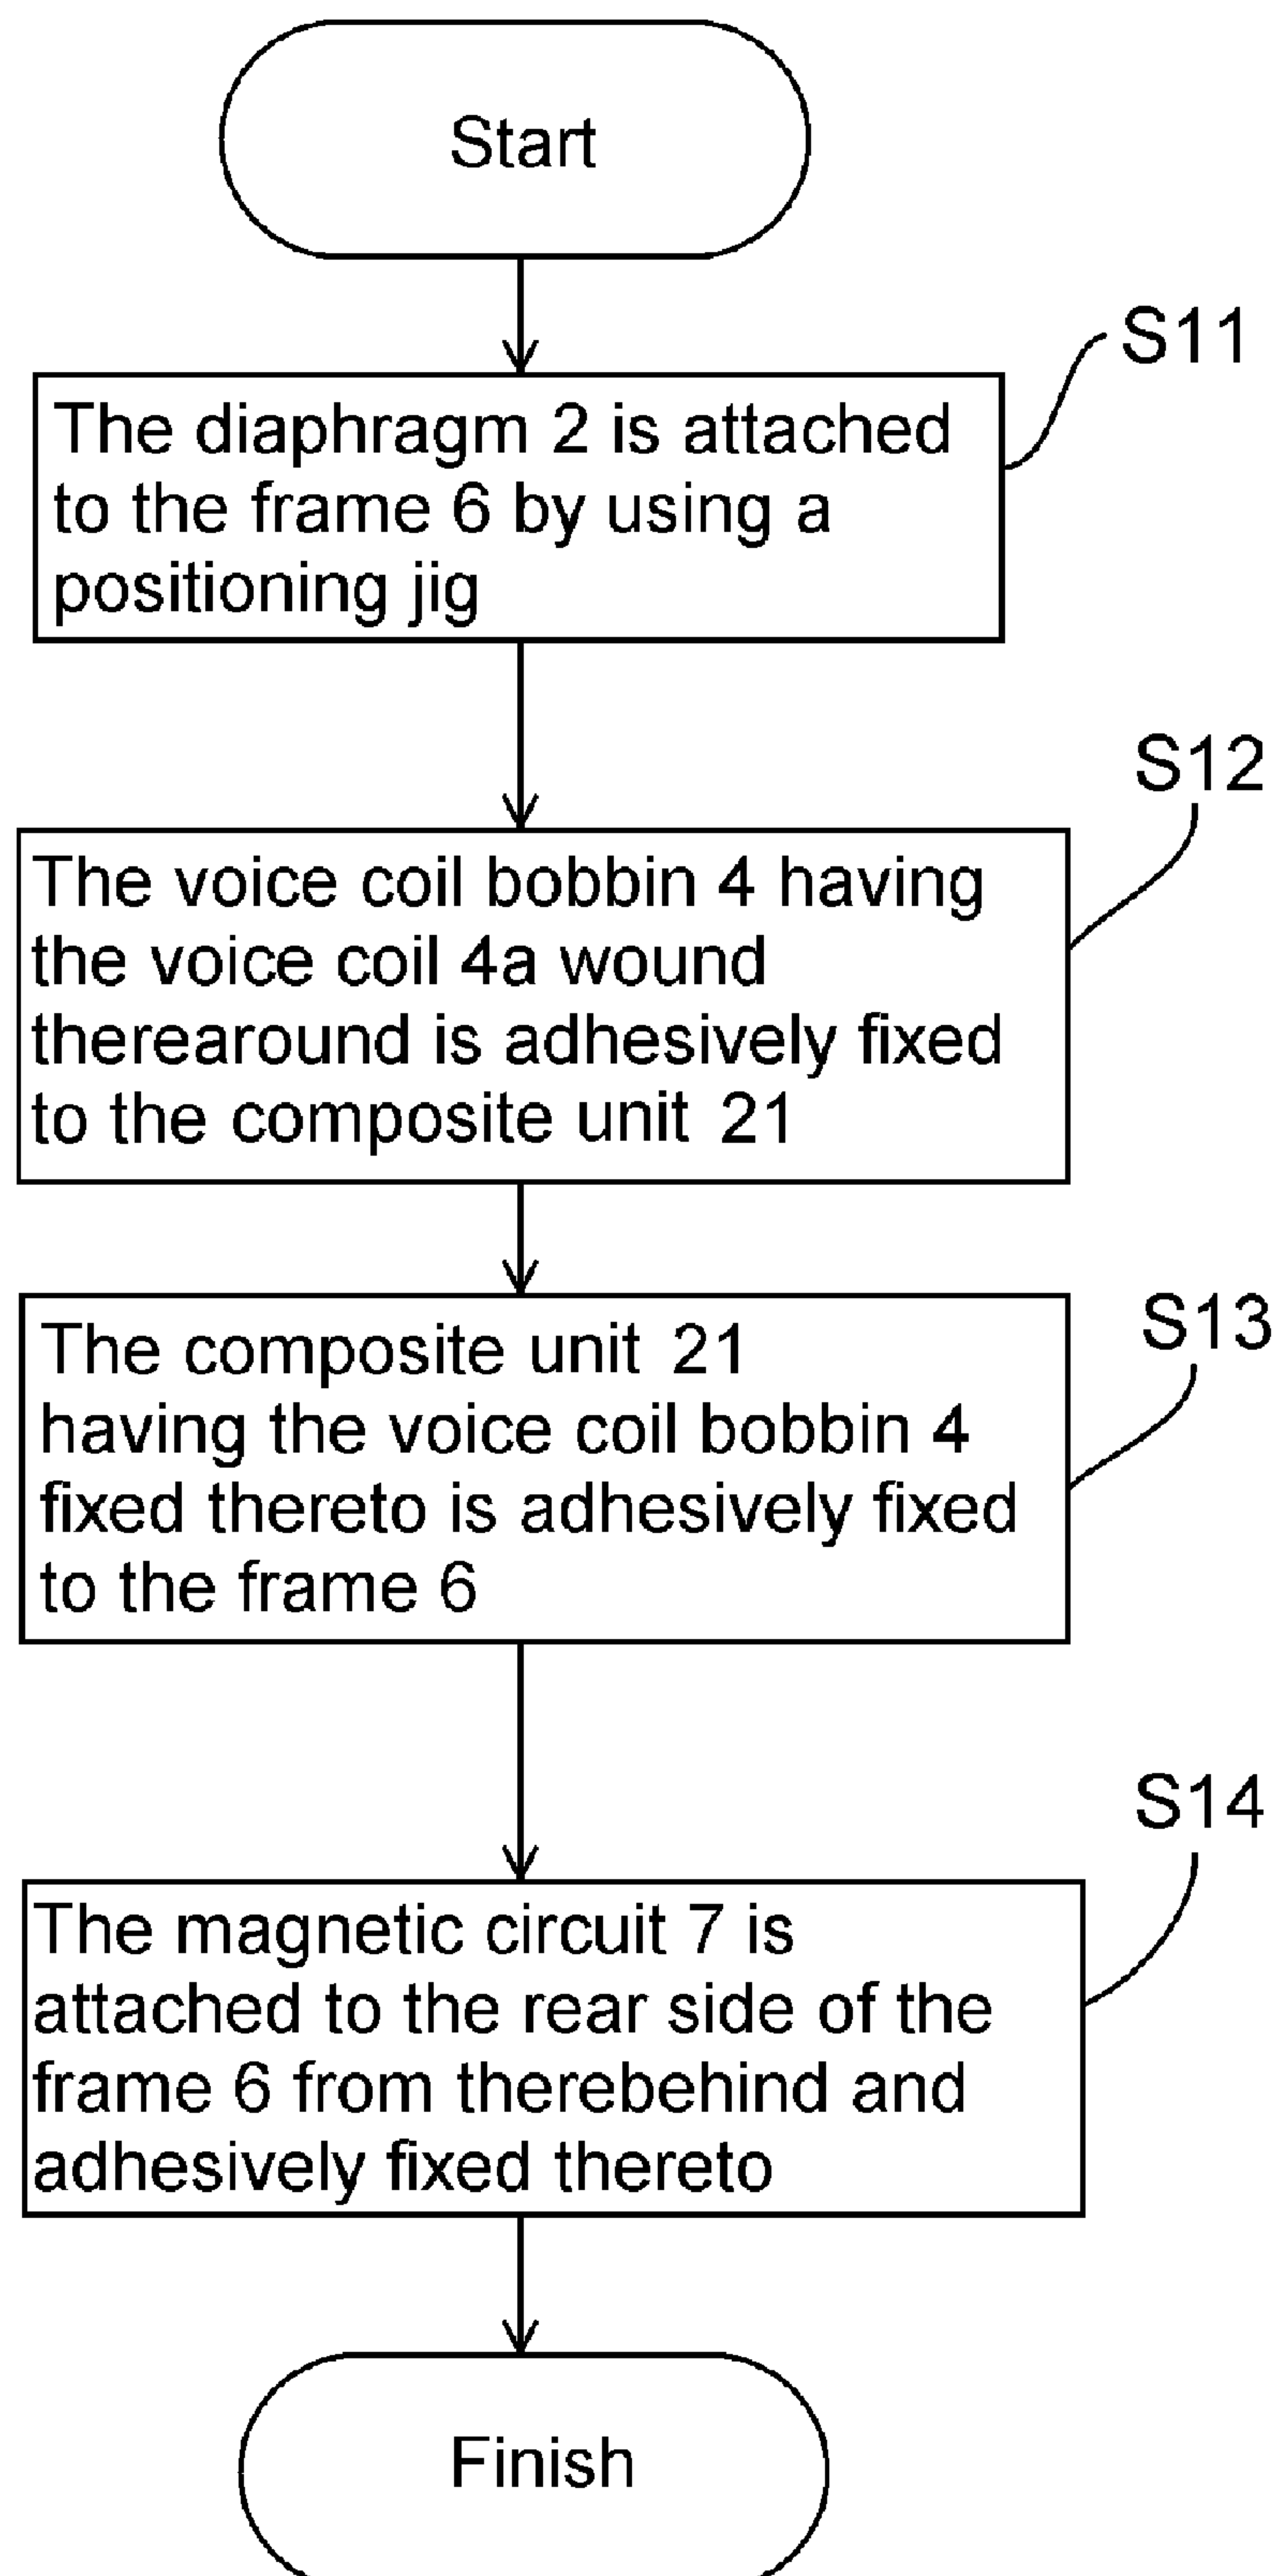 Start
S11
The diaphragm 2 is attached
to the frame 6 by using a
positioning jig
S12
The voice coil bobbin 4 having
the voice coil 4a wound
therearound is adhesively fixed
to the composite unit 21
S13
The composite unit 21
having the voice coil bobbin 4
fixed thereto is adhesively fixed
to the frame 6
S14
The magnetic circuit 7 is
attached to the rear side of the
frame 6 from therebehind and
adhesively fixed thereto
Finish